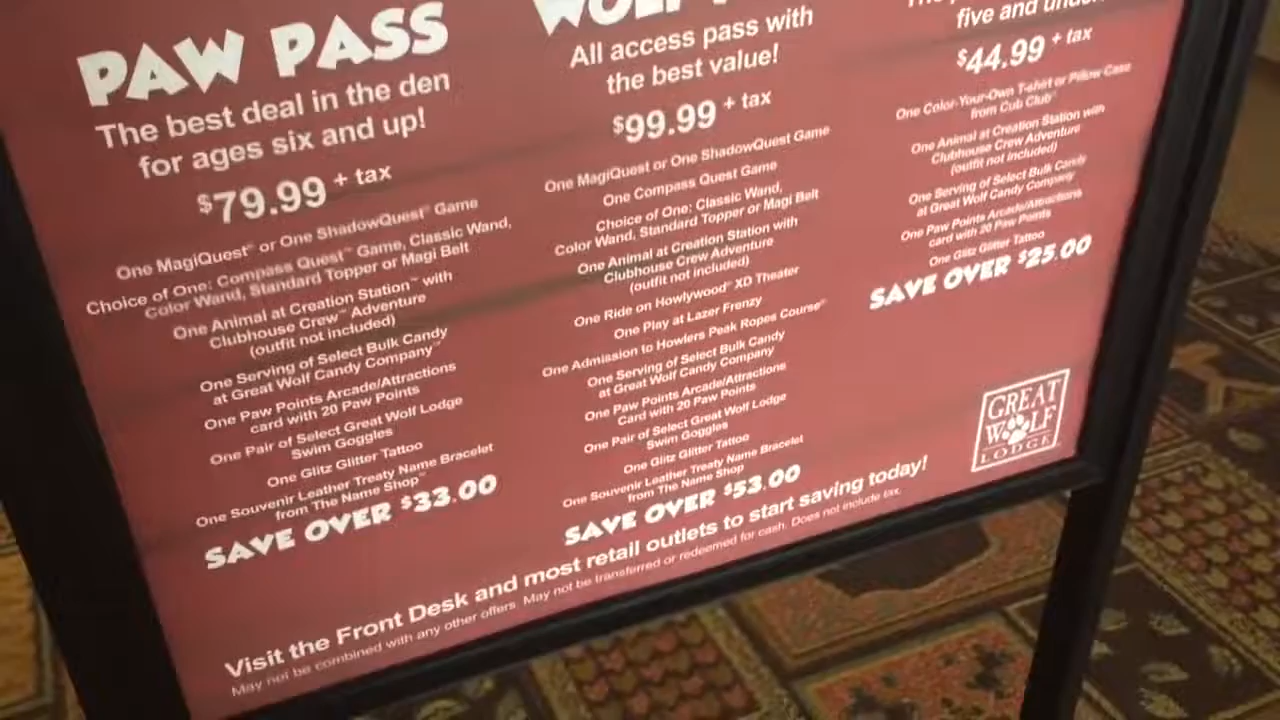 PAW PASS
The best deal in the den
for ages six and up!
$79.99 + tax
One MagiQuest® or One ShadowQuest® Game
Choice of One: Compass Quest™ Game, Classic Wand,
Color Wand, Standard Topper or Magi Belt
One Animal at Creation Station™ with
Clubhouse Crew™ Adventure
(outfit not included)
One Serving of Select Bulk Candy
at Great Wolf Candy Company™
One Paw Points Arcade/Attractions
card with 20 Paw Points
One Pair of Select Great Wolf Lodge
Swim Goggles
One Glitz Glitter Tattoo
One Souvenir Leather Treaty Name Bracelet
from The Name Shop™
SAVE OVER $33.00
WOLF
All access pass with
the best value!
$99.99 + tax
One MagiQuest or One ShadowQuest Game
One Compass Quest Game
Choice of One: Classic Wand,
Color Wand, Standard Topper or Magi Belt
One Animal at Creation Station with
Clubhouse Crew Adventure
(outfit not included)
One Ride on Howlywood® XD Theater
One Play at Lazer Frenzy
One Admission to Howlers Peak Ropes Course®
One Serving of Select Bulk Candy
at Great Wolf Candy Company
One Paw Points Arcade/Attractions
Card with 20 Paw Points
One Pair of Select Great Wolf Lodge
Swim Goggles
One Glitz Glitter Tattoo
One Souvenir Leather Treaty Name Bracelet
from The Name Shop
SAVE OVER $53.00
five and under
$44.99 + tax
One Color-Your-Own T-shirt or Pillow Case
from Cub Club™
One Animal at Creation Station with
Clubhouse Crew Adventure
(outfit not included)
One Serving of Select Bulk Candy
at Great Wolf Candy Company
One Paw Points Arcade/Attractions
card with 20 Paw Points
One Glitz Glitter Tattoo
SAVE OVER $25.00
GREAT
WOLF
LODGE
Visit the Front Desk and most retail outlets to start saving today!
May not be combined with any other offers. May not be transferred or redeemed for cash. Does not include tax.